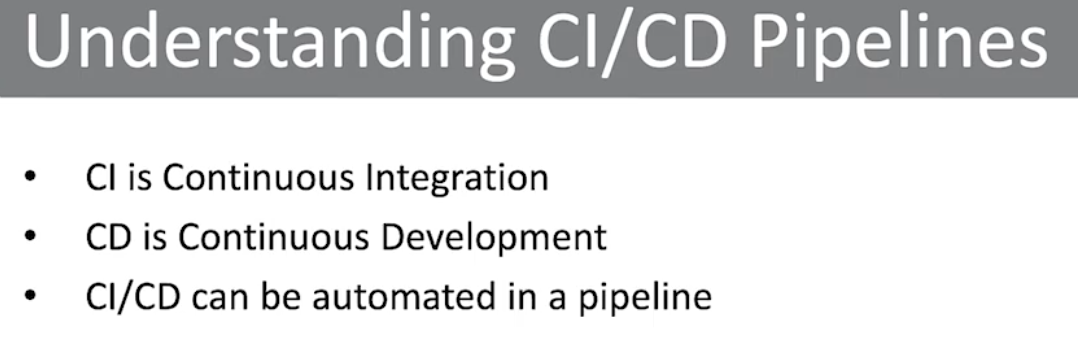 Understanding CI/CD Pipelines
• CI is Continuous Integration
• CD is Continuous Development
• CI/CD can be automated in a pipeline